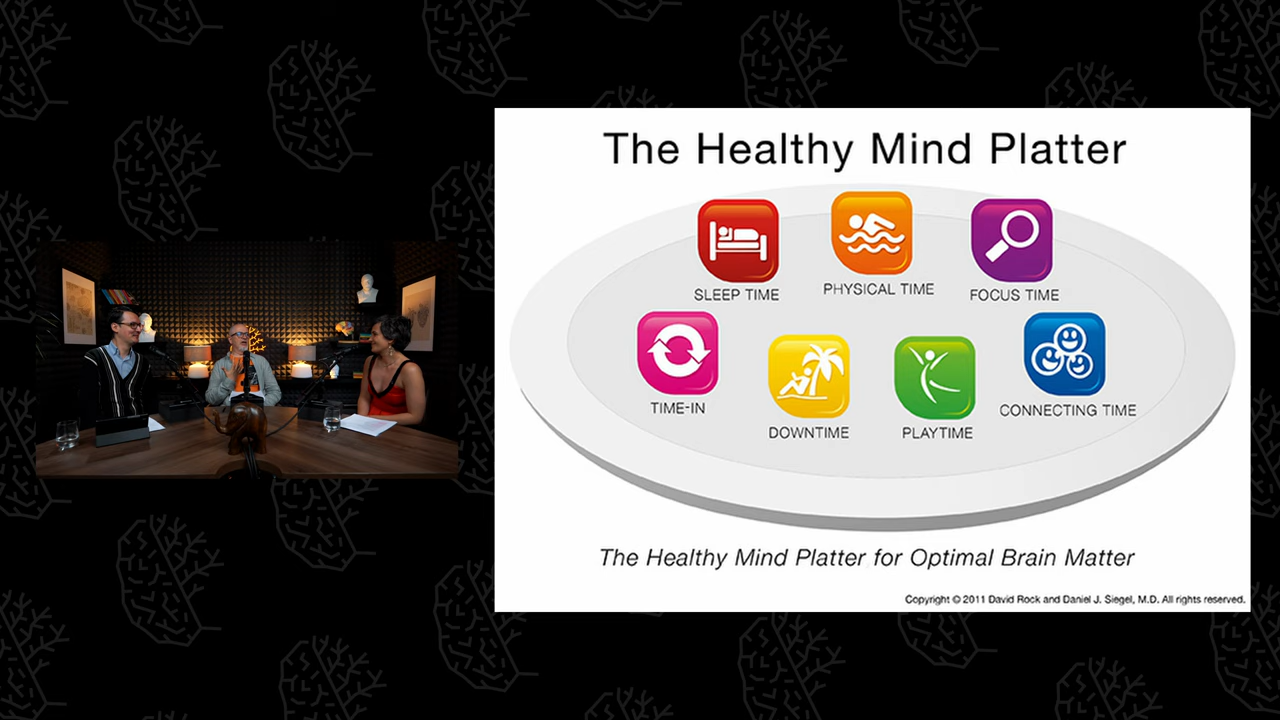 The Healthy Mind Platter
SLEEP TIME
PHYSICAL TIME
FOCUS TIME
TIME-IN
DOWNTIME
PLAYTIME
CONNECTING TIME
The Healthy Mind Platter for Optimal Brain Matter
Copyright © 2011 David Rock and Daniel J. Siegel, M.D. All rights reserved.